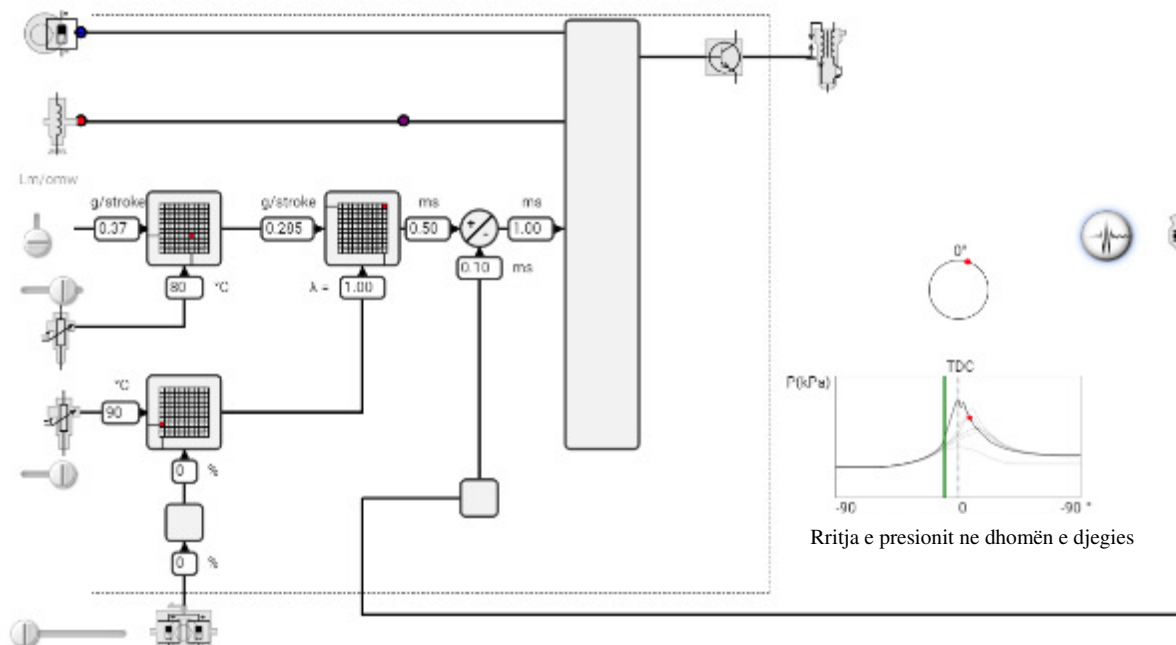 Lm/omw
g/stroke g/stroke ms ms
0.37 0.285 0.50 1.00
0.10 ms
80 °C λ = 1.00
°C
90
0 %
0 %
0°
TDC
P(kPa)
-90 0 -90 °
Rritja e presionit ne dhomën e djegies